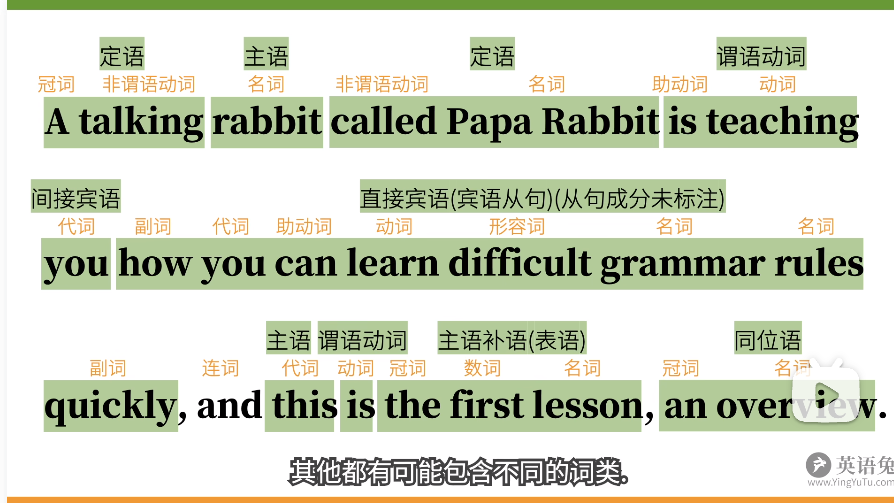 定语 主语 定语 谓语动词
冠词 非谓语动词 名词 非谓语动词 名词 助动词 动词
A talking rabbit called Papa Rabbit is teaching
间接宾语 直接宾语(宾语从句)(从句成分未标注)
代词 副词 代词 助动词 动词 形容词 名词 名词
you how you can learn difficult grammar rules
主语 谓语动词 主语补语(表语) 同位语
副词 连词 代词 动词 冠词 数词 名词 冠词 名词
quickly, and this is the first lesson, an overview.
其他都有可能包含不同的词类.
英语兔
www.YingYuTu.com